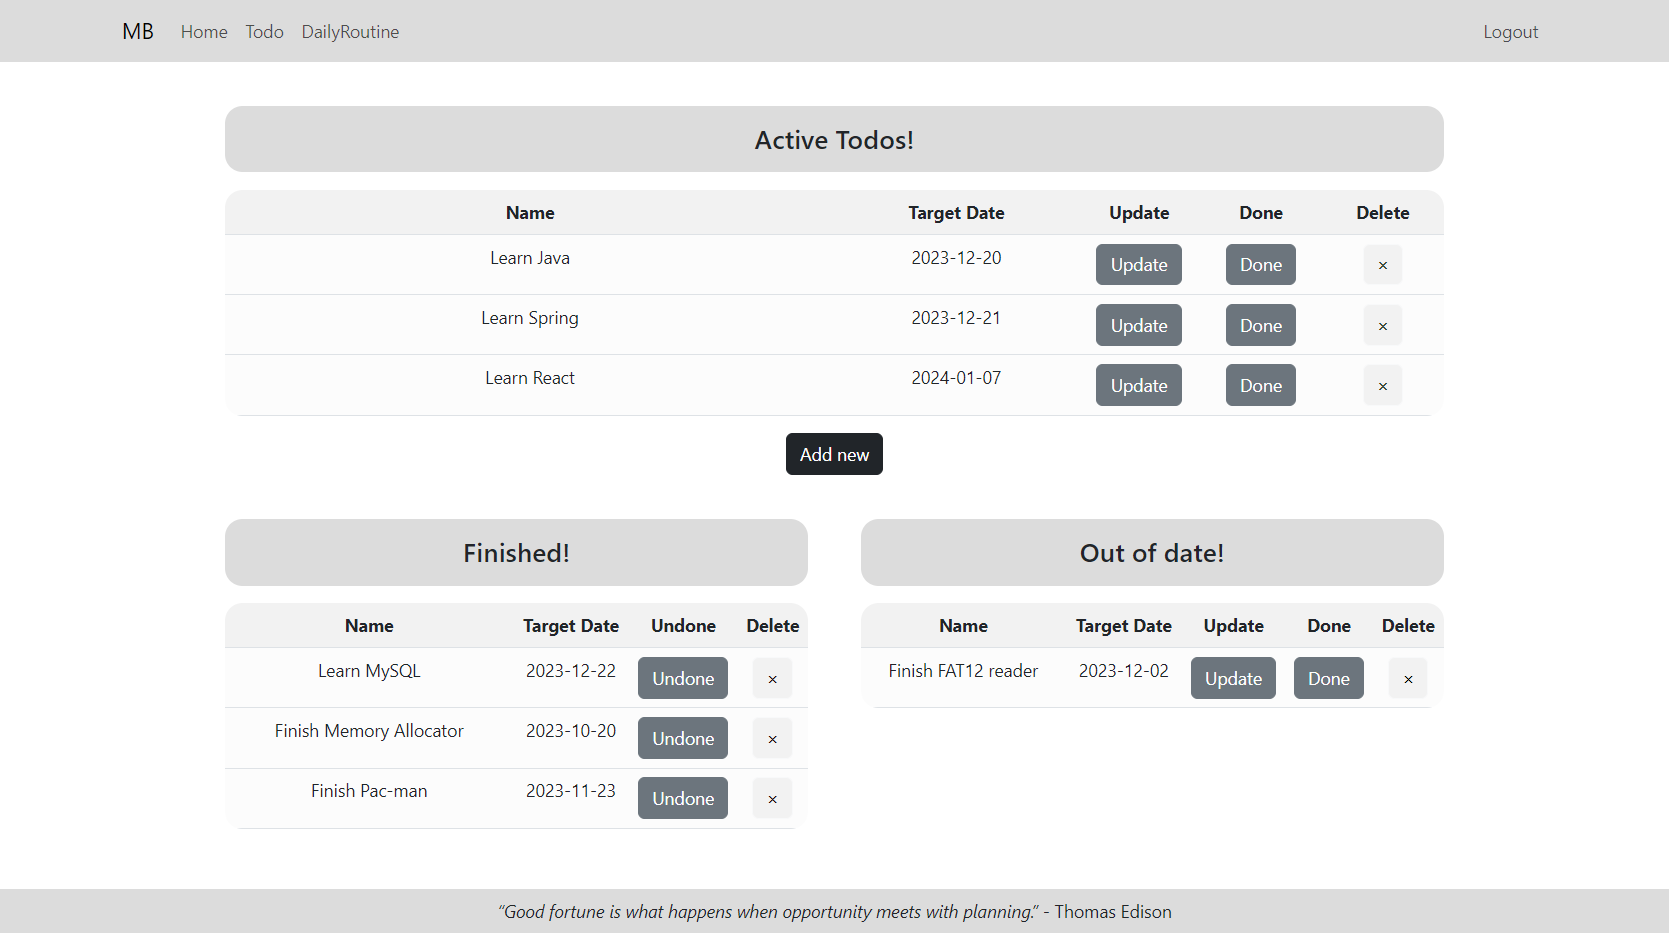 MB Home Todo DailyRoutine Logout
Active Todos!
Name Target Date Update Done Delete
Learn Java 2023-12-20 Update Done ×
Learn Spring 2023-12-21 Update Done ×
Learn React 2024-01-07 Update Done ×
Add new
Finished!
Name Target Date Undone Delete
Learn MySQL 2023-12-22 Undone ×
Finish Memory Allocator 2023-10-20 Undone ×
Finish Pac-man 2023-11-23 Undone ×
Out of date!
Name Target Date Update Done Delete
Finish FAT12 reader 2023-12-02 Update Done ×
“Good fortune is what happens when opportunity meets with planning.” - Thomas Edison